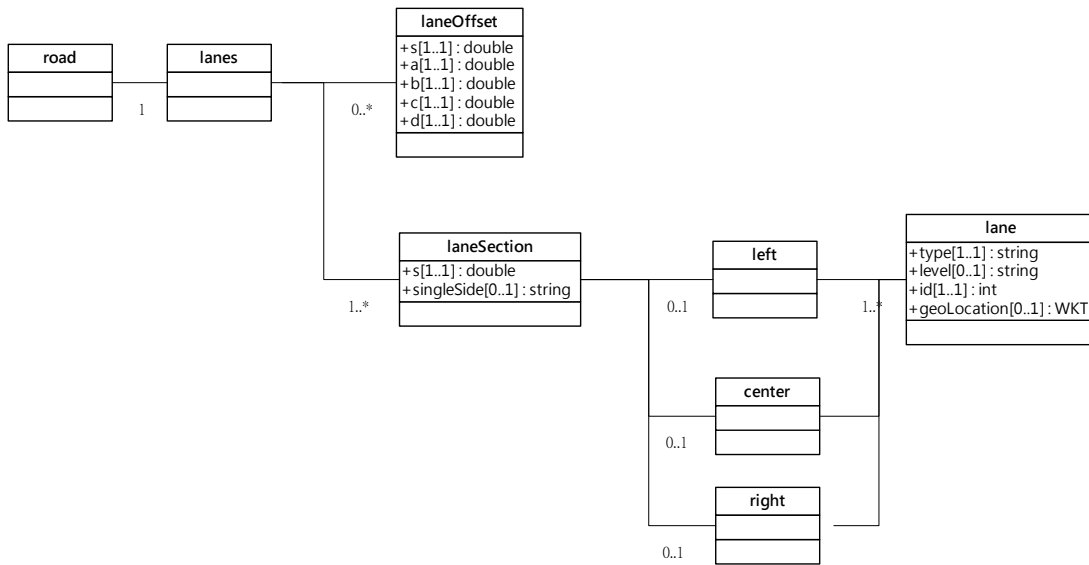 road
1
lanes
0..*
laneOffset
+s[1..1] : double
+a[1..1] : double
+b[1..1] : double
+c[1..1] : double
+d[1..1] : double
1..*
laneSection
+s[1..1] : double
+singleSide[0..1] : string
0..1
left
0..1
center
0..1
right
1..*
lane
+type[1..1] : string
+level[0..1] : string
+id[1..1] : int
+geoLocation[0..1] : WKT